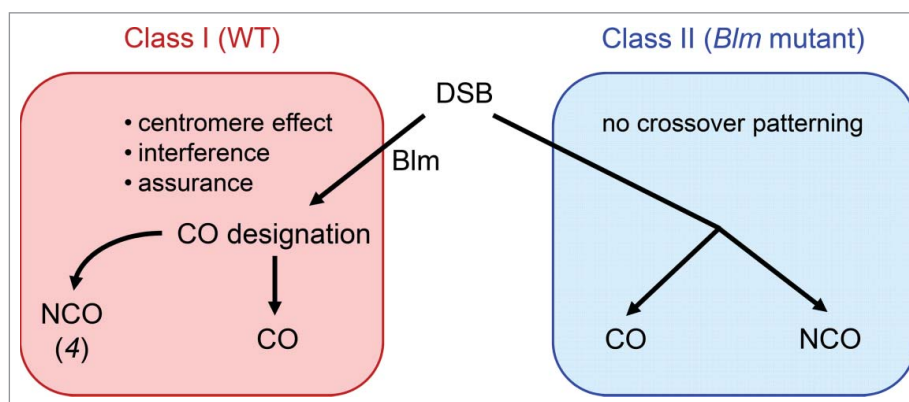 Class I (WT)
Class II (Blm mutant)
DSB
• centromere effect
• interference
• assurance
Blm
no crossover patterning
CO designation
NCO
(4)
CO
CO
NCO